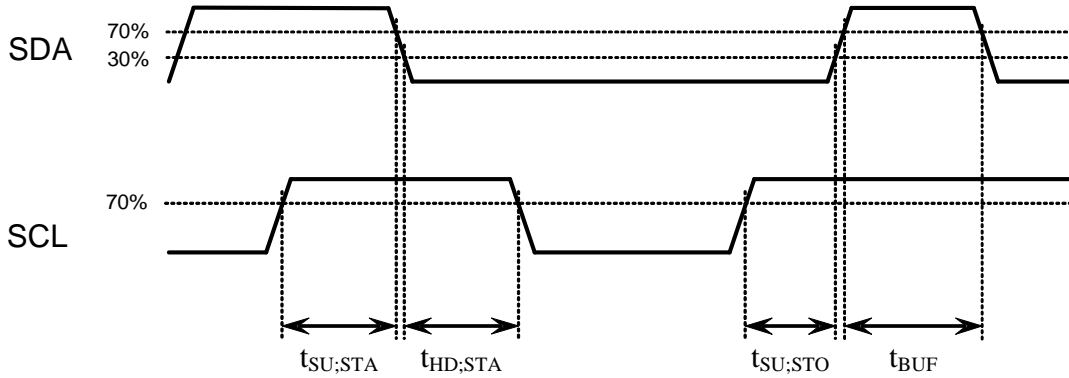 SDA
70%
30%
SCL
70%
tSU;STA tHD;STA tSU;STO tBUF